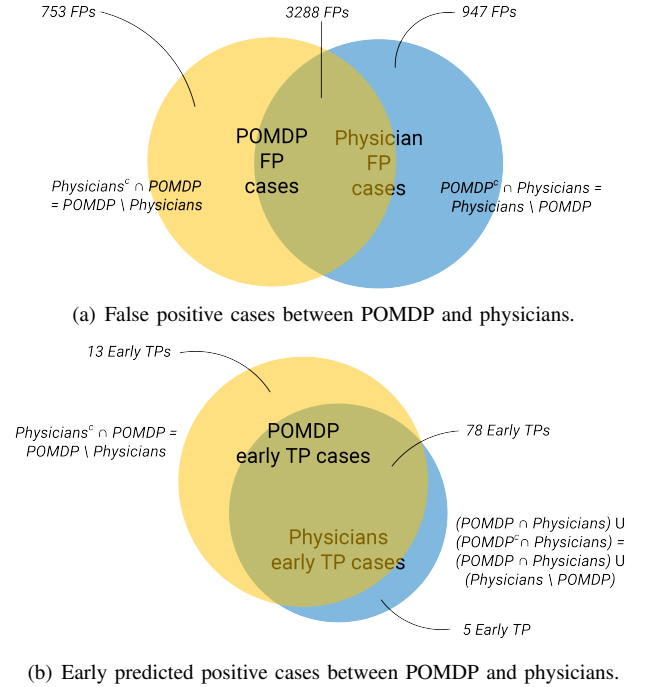 753 FPs
3288 FPs
947 FPs
POMDP
FP
cases
Physician
FP
cases
Physiciansᶜ ∩ POMDP
= POMDP \ Physicians
POMDPᶜ ∩ Physicians =
Physicians \ POMDP
(a) False positive cases between POMDP and physicians.
13 Early TPs
Physiciansᶜ ∩ POMDP =
POMDP \ Physicians
POMDP
early TP cases
78 Early TPs
Physicians
early TP cases
(POMDP ∩ Physicians) U
(POMDPᶜ∩ Physicians) =
(POMDP ∩ Physicians) U
(Physicians \ POMDP)
5 Early TP
(b) Early predicted positive cases between POMDP and physicians.